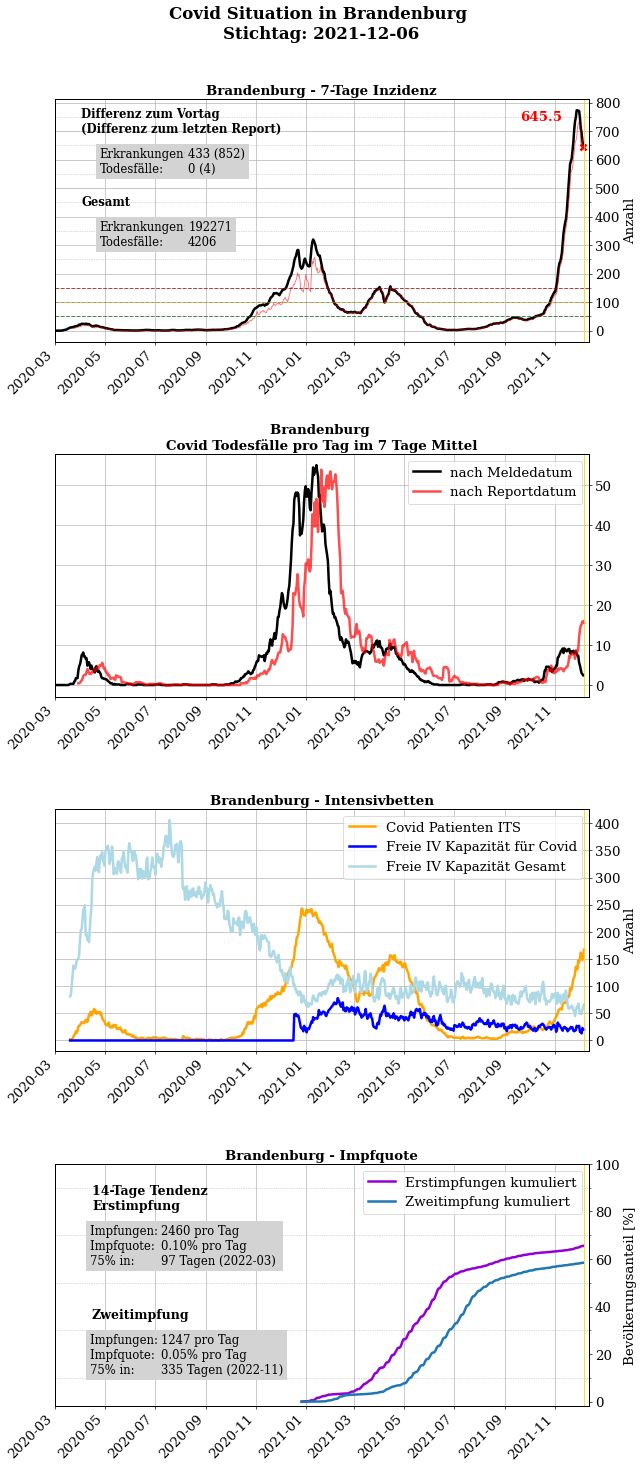 Covid Situation in Brandenburg
Stichtag: 2021-12-06
Brandenburg - 7-Tage Inzidenz
Differenz zum Vortag
(Differenz zum letzten Report)
Erkrankungen 433 (852)
Todesfälle: 0 (4)
Gesamt
Erkrankungen 192271
Todesfälle: 4206
645.5
800
700
600
500
400
300
200
100
0
Anzahl
2020-03
2020-05
2020-07
2020-09
2020-11
2021-01
2021-03
2021-05
2021-07
2021-09
2021-11
Brandenburg
Covid Todesfälle pro Tag im 7 Tage Mittel
nach Meldedatum
nach Reportdatum
50
40
30
20
10
0
2020-03
2020-05
2020-07
2020-09
2020-11
2021-01
2021-03
2021-05
2021-07
2021-09
2021-11
Brandenburg - Intensivbetten
Covid Patienten ITS
Freie IV Kapazität für Covid
Freie IV Kapazität Gesamt
400
350
300
250
200
150
100
50
0
Anzahl
2020-03
2020-05
2020-07
2020-09
2020-11
2021-01
2021-03
2021-05
2021-07
2021-09
2021-11
Brandenburg - Impfquote
14-Tage Tendenz
Erstimpfung
Impfungen: 2460 pro Tag
Impfquote: 0.10% pro Tag
75% in: 97 Tagen (2022-03)
Zweitimpfung
Impfungen: 1247 pro Tag
Impfquote: 0.05% pro Tag
75% in: 335 Tagen (2022-11)
Erstimpfungen kumuliert
Zweitimpfung kumuliert
100
80
60
40
20
0
Bevölkerungsanteil [%]
2020-03
2020-05
2020-07
2020-09
2020-11
2021-01
2021-03
2021-05
2021-07
2021-09
2021-11